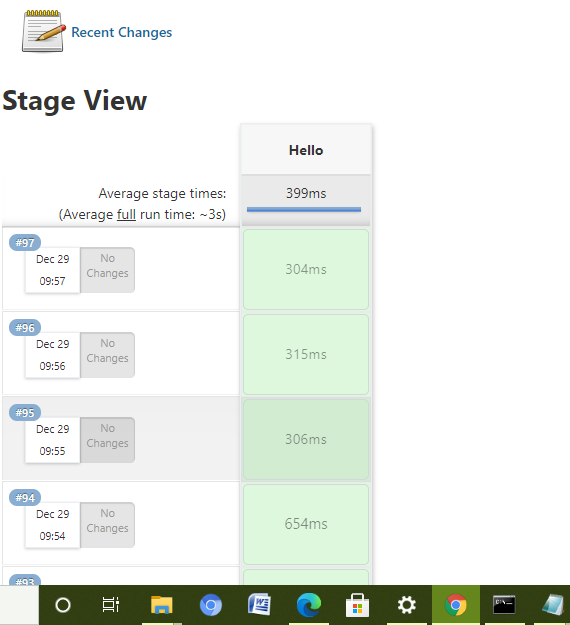 Recent Changes
Stage View
Hello
Average stage times:
399ms
(Average full run time: ~3s)
#97
Dec 29
No
Changes
09:57
304ms
#96
Dec 29
No
Changes
09:56
315ms
#95
Dec 29
No
Changes
09:55
306ms
#94
Dec 29
No
Changes
09:54
654ms
#93